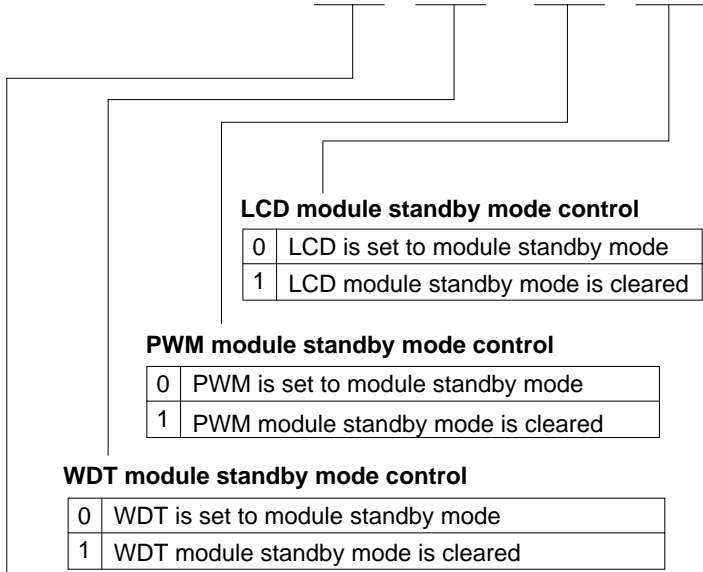 LCD module standby mode control
0 LCD is set to module standby mode
1 LCD module standby mode is cleared
PWM module standby mode control
0 PWM is set to module standby mode
1 PWM module standby mode is cleared
WDT module standby mode control
0 WDT is set to module standby mode
1 WDT module standby mode is cleared